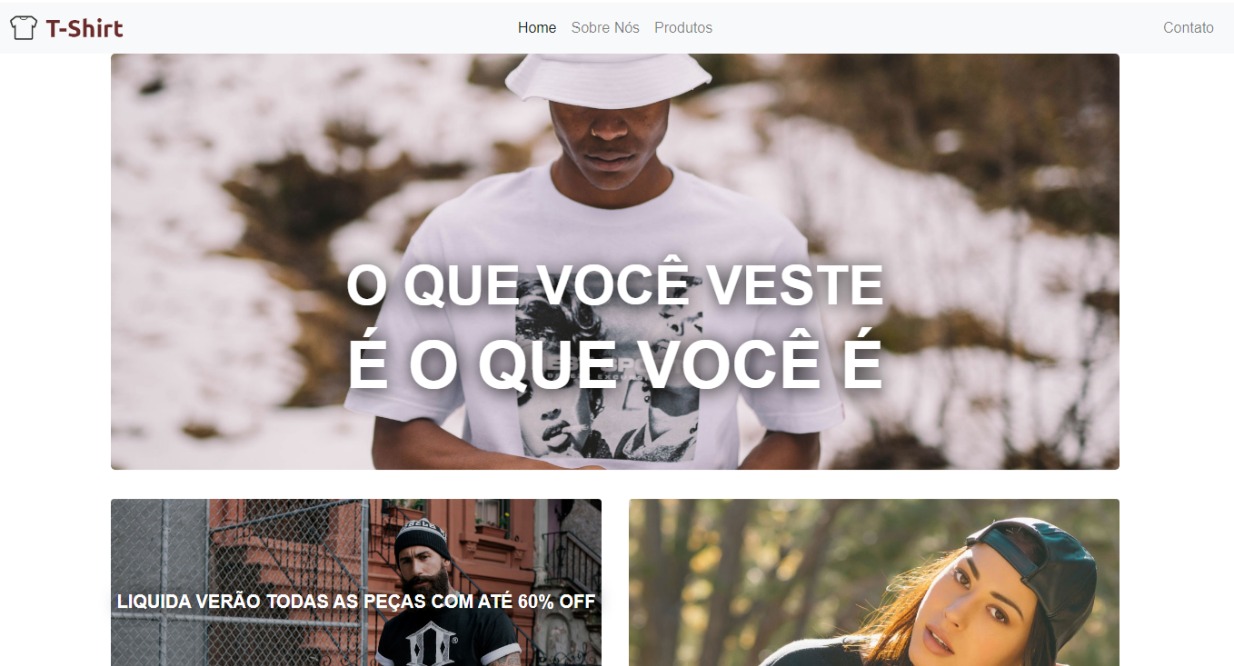 T-Shirt
Home Sobre Nós Produtos Contato
O QUE VOCÊ VESTE
É O QUE VOCÊ É
LIQUIDA VERÃO TODAS AS PEÇAS COM ATÉ 60% OFF